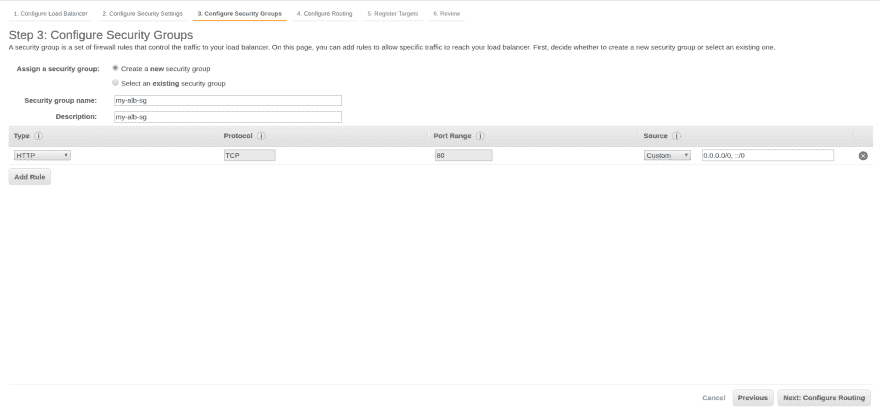 1. Configure Load Balancer 2. Configure Security Settings 3. Configure Security Groups 4. Configure Routing 5. Register Targets 6. Review
Step 3: Configure Security Groups
A security group is a set of firewall rules that control the traffic to your load balancer. On this page, you can add rules to allow specific traffic to reach your load balancer. First, decide whether to create a new security group or select an existing one.
Assign a security group: Create a new security group
Select an existing security group
Security group name: my-alb-sg
Description: my-alb-sg
Type i Protocol i Port Range i Source i
HTTP TCP 80 Custom 0.0.0.0/0, ::/0
Add Rule
Cancel Previous Next: Configure Routing